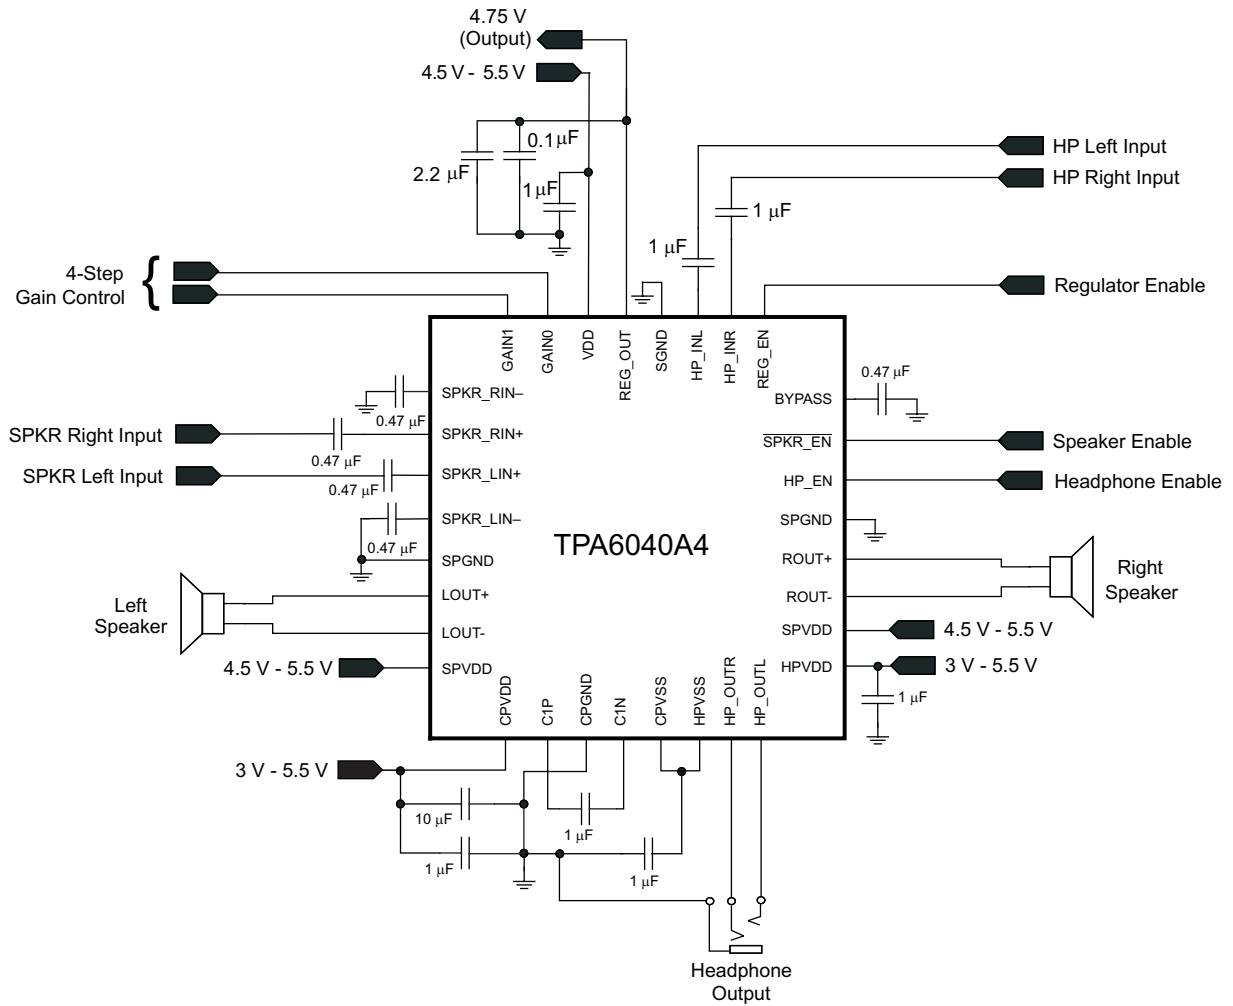 4.75 V
(Output)
4.5 V - 5.5 V
0.1 μF
2.2 μF
1 μF
HP Left Input
HP Right Input
1 μF
1 μF
4-Step
Gain Control
{
Regulator Enable
GAIN1
GAIN0
VDD
REG_OUT
SGND
HP_INL
HP_INR
REG_EN
SPKR_RIN–
0.47 μF
BYPASS
0.47 μF
SPKR Right Input
SPKR_RIN+
0.47 μF
SPKR_EN
Speaker Enable
SPKR Left Input
SPKR_LIN+
0.47 μF
HP_EN
Headphone Enable
SPKR_LIN–
0.47 μF
SPGND
TPA6040A4
SPGND
ROUT+
Right
Speaker
LOUT+
ROUT-
Left
Speaker
LOUT-
SPVDD
4.5 V - 5.5 V
4.5 V - 5.5 V
SPVDD
HPVDD
3 V - 5.5 V
1 μF
CPVDD
C1P
CPGND
C1N
CPVSS
HPVSS
HP_OUTR
HP_OUTL
3 V - 5.5 V
10 μF
1 μF
1 μF
1 μF
Headphone
Output